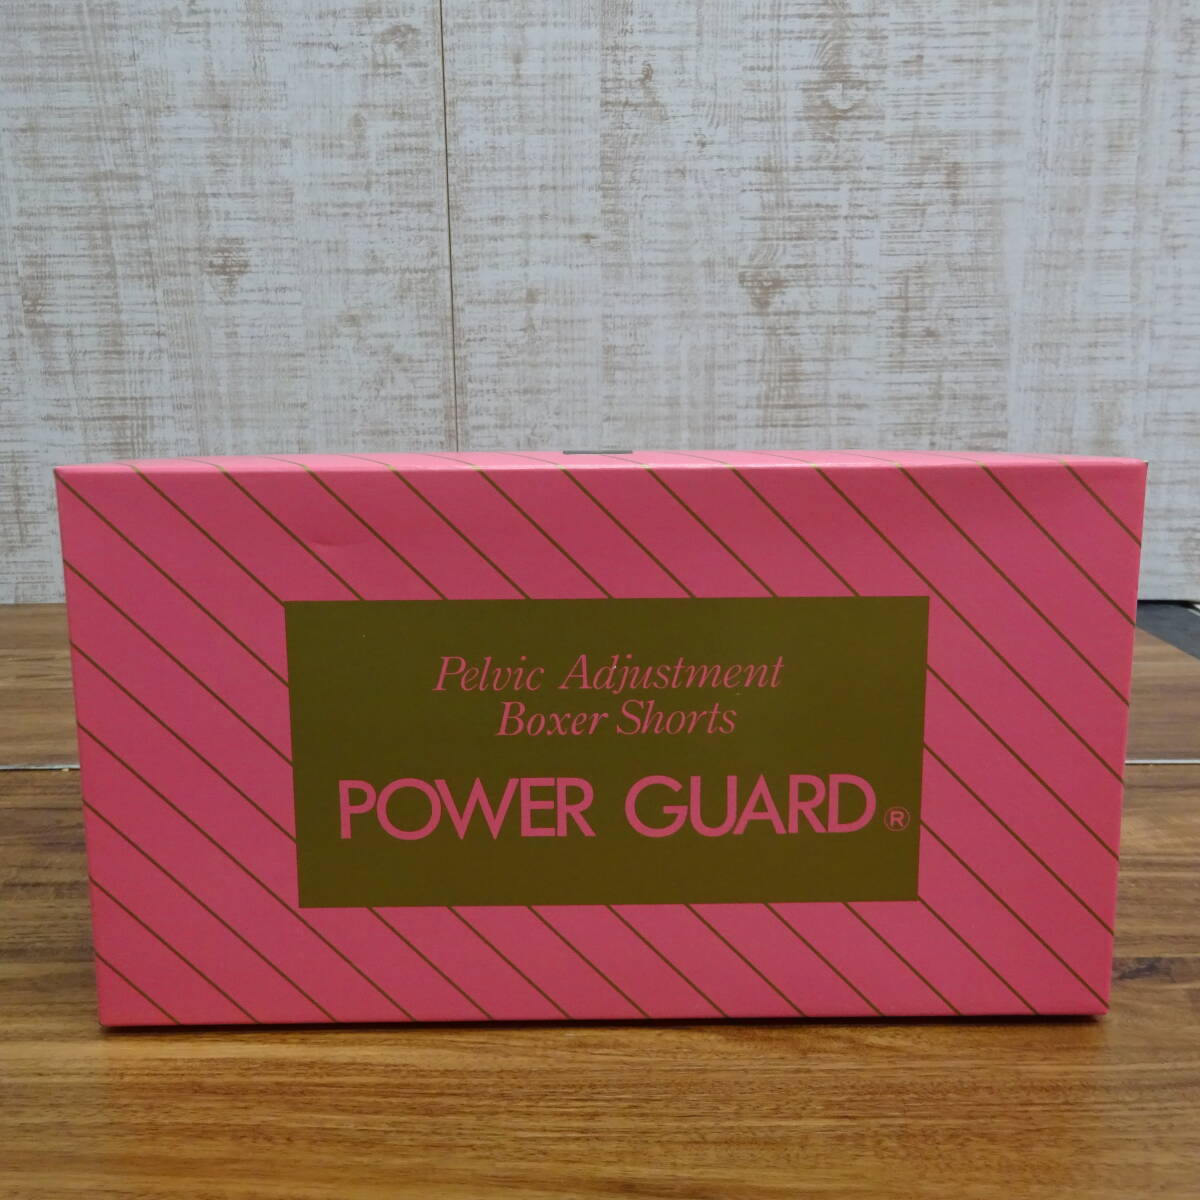 Pelvic Adjustment
Boxer Shorts
POWER GUARD®